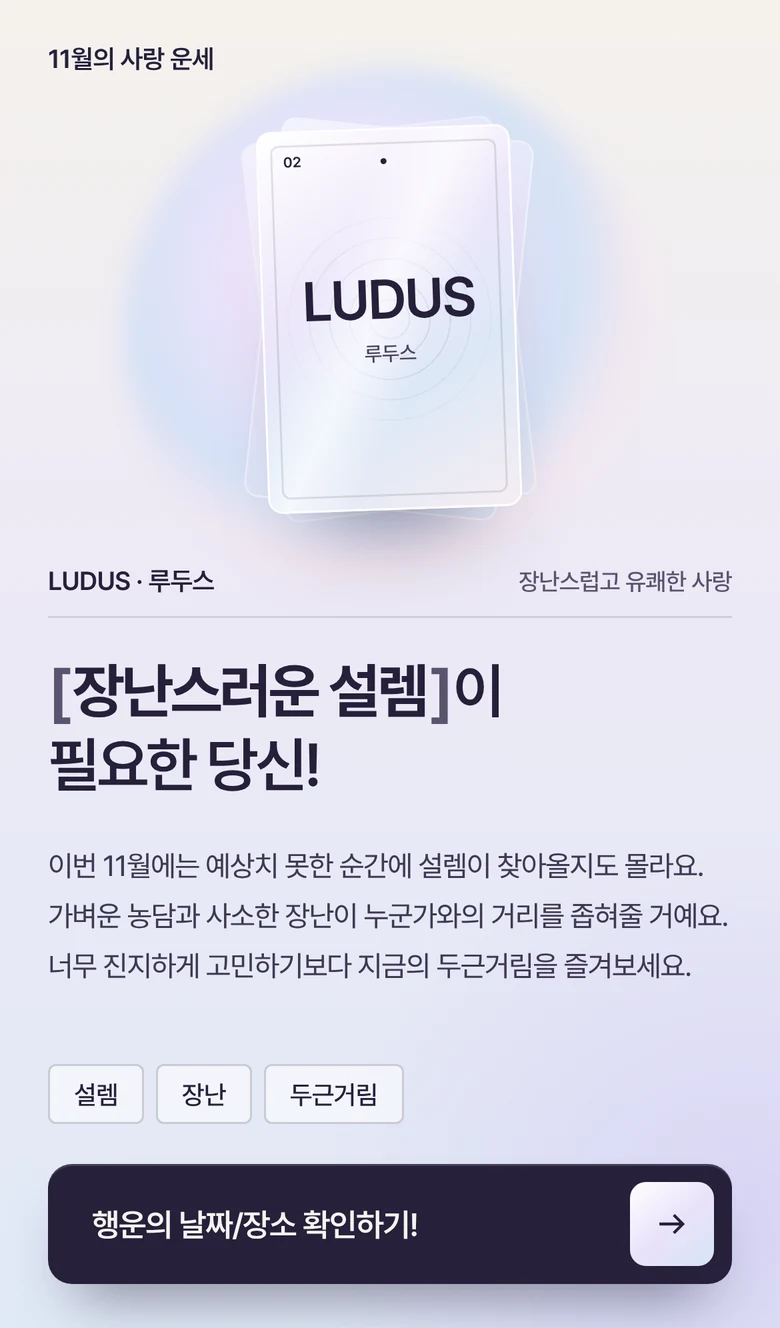 11월의 사랑 운세
02
LUDUS
루두스
LUDUS · 루두스
장난스럽고 유쾌한 사랑
[장난스러운 설렘]이
필요한 당신!
이번 11월에는 예상치 못한 순간에 설렘이 찾아올지도 몰라요.
가벼운 농담과 사소한 장난이 누군가와의 거리를 좁혀줄 거예요.
너무 진지하게 고민하기보다 지금의 두근거림을 즐겨보세요.
설렘
장난
두근거림
행운의 날짜/장소 확인하기!